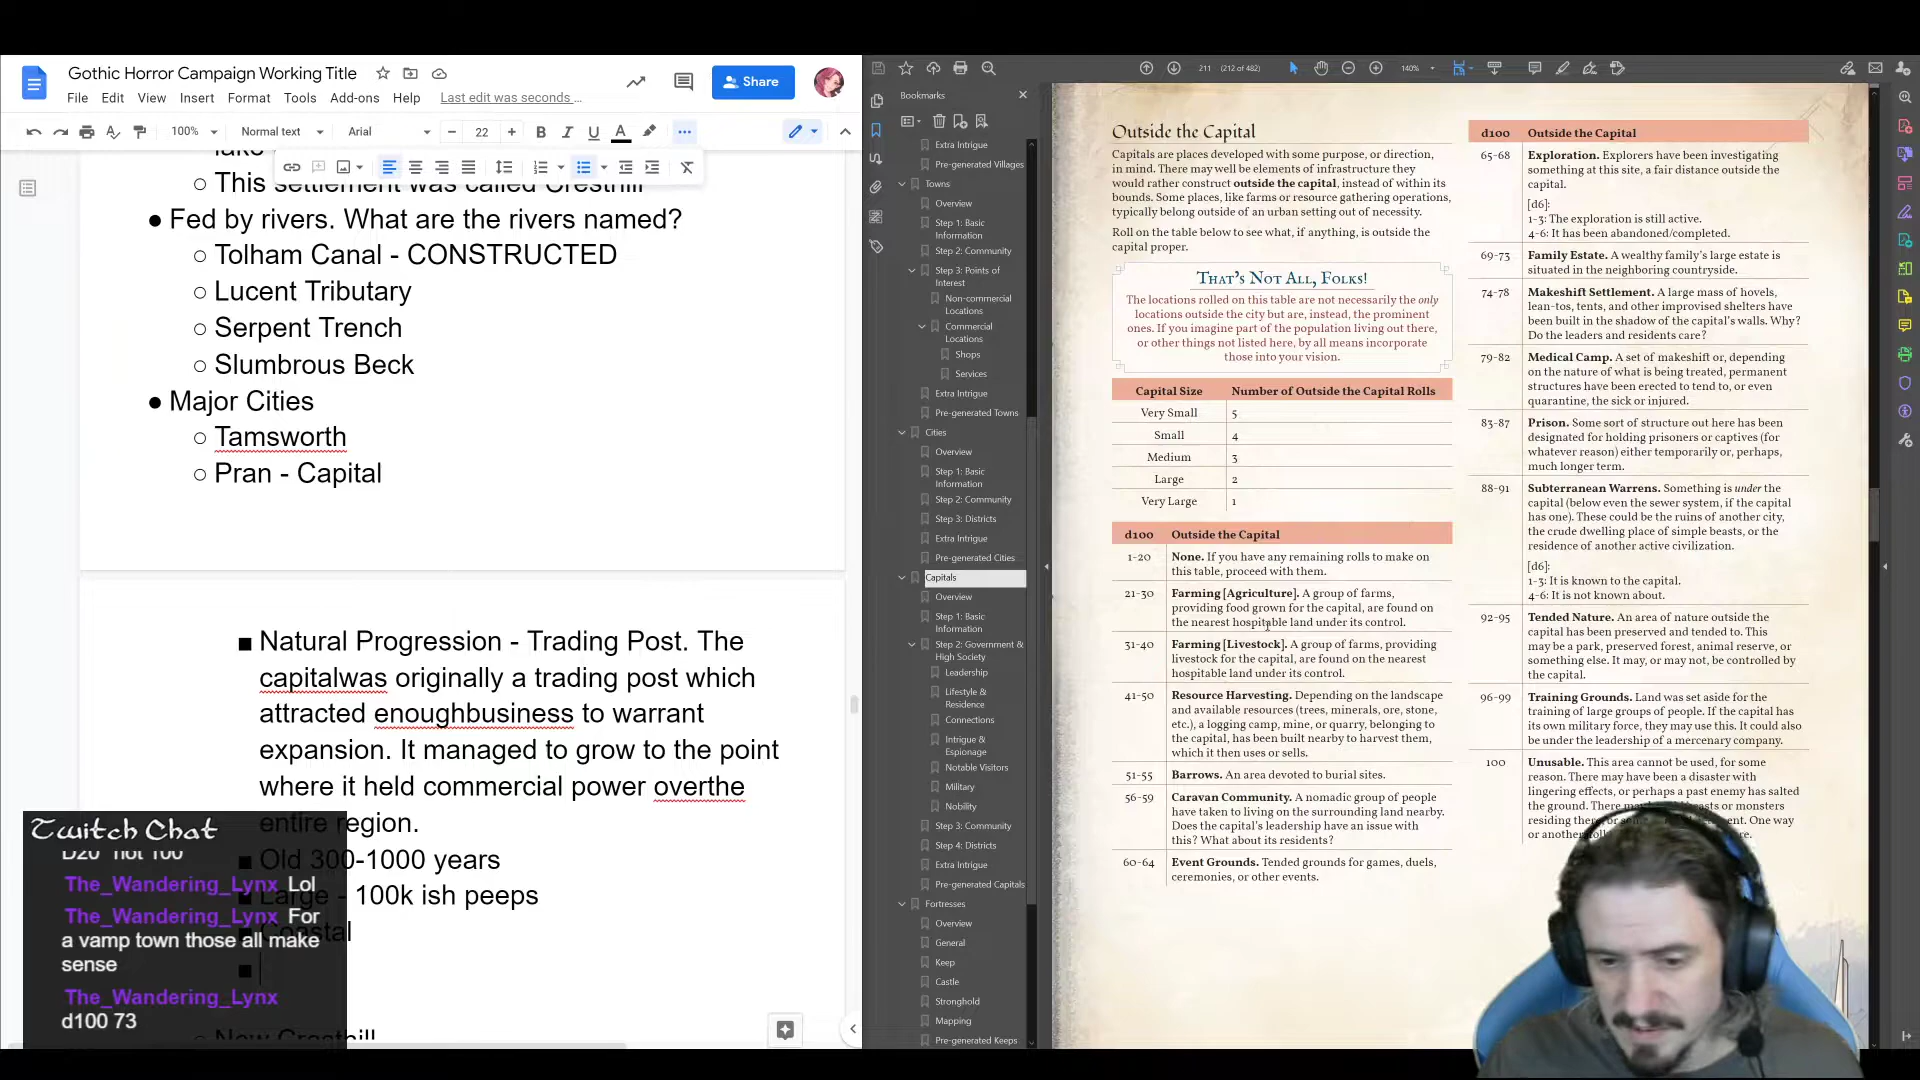 Gothic Horror Campaign Working Title
Share
File Edit View Insert Format Tools Add-ons Help Last edit was seconds ...
100% Normal text Arial 22
This settlement was called Cresthill
Fed by rivers. What are the rivers named?
Tolham Canal - CONSTRUCTED
Lucent Tributary
Serpent Trench
Slumbrous Beck
Major Cities
Tamsworth
Pran - Capital
Natural Progression - Trading Post. The
capitalwas originally a trading post which
attracted enoughbusiness to warrant
expansion. It managed to grow to the point
where it held commercial power overthe
entire region.
Old 300-1000 years
Large - 100k ish peeps
Coastal
New Cresthill
Twitch Chat
D20 not 100
The_Wandering_Lynx Lol
The_Wandering_Lynx For
a vamp town those all make
sense
The_Wandering_Lynx
d100 73
211 (212 of 482)
140%
Bookmarks
Extra Intrigue
Pre-generated Villages
Towns
Overview
Step 1: Basic
Information
Step 2: Community
Step 3: Points of
Interest
Non-commercial
Locations
Commercial
Locations
Shops
Services
Extra Intrigue
Pre-generated Towns
Cities
Overview
Step 1: Basic
Information
Step 2: Community
Step 3: Districts
Extra Intrigue
Pre-generated Cities
Capitals
Overview
Step 1: Basic
Information
Step 2: Government &
High Society
Leadership
Lifestyle &
Residence
Connections
Intrigue &
Espionage
Notable Visitors
Military
Nobility
Step 3: Community
Step 4: Districts
Extra Intrigue
Pre-generated Capitals
Fortresses
Overview
General
Keep
Castle
Stronghold
Mapping
Pre-generated Keeps
Outside the Capital
Capitals are places developed with some purpose, or direction,
in mind. There may well be elements of infrastructure they
would rather construct outside the capital, instead of within its
bounds. Some places, like farms or resource gathering operations,
typically belong outside of an urban setting out of necessity.
Roll on the table below to see what, if anything, is outside the
capital proper.
That's Not All, Folks!
The locations rolled on this table are not necessarily the only
locations outside the city but are, instead, the prominent
ones. If you imagine part of the population living out there,
or other things not listed here, by all means incorporate
those into your vision.
Capital Size Number of Outside the Capital Rolls
Very Small 5
Small 4
Medium 3
Large 2
Very Large 1
d100 Outside the Capital
1-20 None. If you have any remaining rolls to make on
this table, proceed with them.
21-30 Farming [Agriculture]. A group of farms,
providing food grown for the capital, are found on
the nearest hospitable land under its control.
31-40 Farming [Livestock]. A group of farms, providing
livestock for the capital, are found on the nearest
hospitable land under its control.
41-50 Resource Harvesting. Depending on the landscape
and available resources (trees, minerals, ore, stone,
etc.), a logging camp, mine, or quarry, belonging to
the capital, has been built nearby to harvest them,
which it then uses or sells.
51-55 Barrows. An area devoted to burial sites.
56-59 Caravan Community. A nomadic group of people
have taken to living on the surrounding land nearby.
Does the capital's leadership have an issue with
this? What about its residents?
60-64 Event Grounds. Tended grounds for games, duels,
ceremonies, or other events.
d100 Outside the Capital
65-68 Exploration. Explorers have been investigating
something at this site, a fair distance outside the
capital.
[d6]:
1-3: The exploration is still active.
4-6: It has been abandoned/completed.
69-73 Family Estate. A wealthy family's large estate is
situated in the neighboring countryside.
74-78 Makeshift Settlement. A large mass of hovels,
lean-tos, tents, and other improvised shelters have
been built in the shadow of the capital's walls. Why?
Do the leaders and residents care?
79-82 Medical Camp. A set of makeshift or, depending
on the nature of what is being treated, permanent
structures have been erected to tend to, or even
quarantine, the sick or injured.
83-87 Prison. Some sort of structure out here has been
designated for holding prisoners or captives (for
whatever reason) either temporarily or, perhaps,
much longer term.
88-91 Subterranean Warrens. Something is under the
capital (below even the sewer system, if the capital
has one). These could be the ruins of another city,
the crude dwelling place of simple beasts, or the
residence of another active civilization.
[d6]:
1-3: It is known to the capital.
4-6: It is not known about.
92-95 Tended Nature. An area of nature outside the
capital has been preserved and tended to. This
may be a park, preserved forest, animal reserve, or
something else. It may, or may not, be controlled by
the capital.
96-99 Training Grounds. Land was set aside for the
training of large groups of people. If the capital has
its own military force, they may use this. It could also
be under the leadership of a mercenary company.
100 Unusable. This area cannot be used, for some
reason. There may have been a disaster with
lingering effects, or perhaps a past enemy has salted
the ground. There
residing
or another